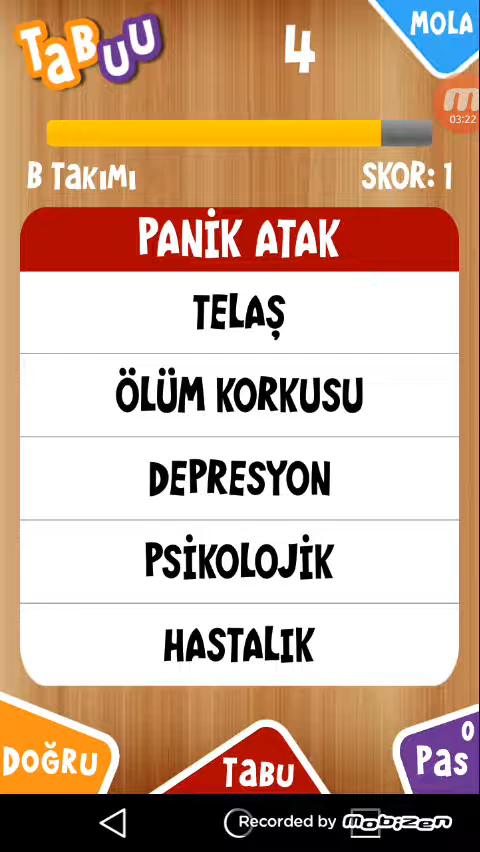 TaBUU
4
MOLA
03:22
B TaKIMI
SKOR: 1
PANİK ATAK
TELAŞ
ÖLÜM KORKUSU
DEPRESYON
PSİKOLOJİK
HASTALIK
DOĞRU
TaBU
0
Pas
Recorded by Mobizen